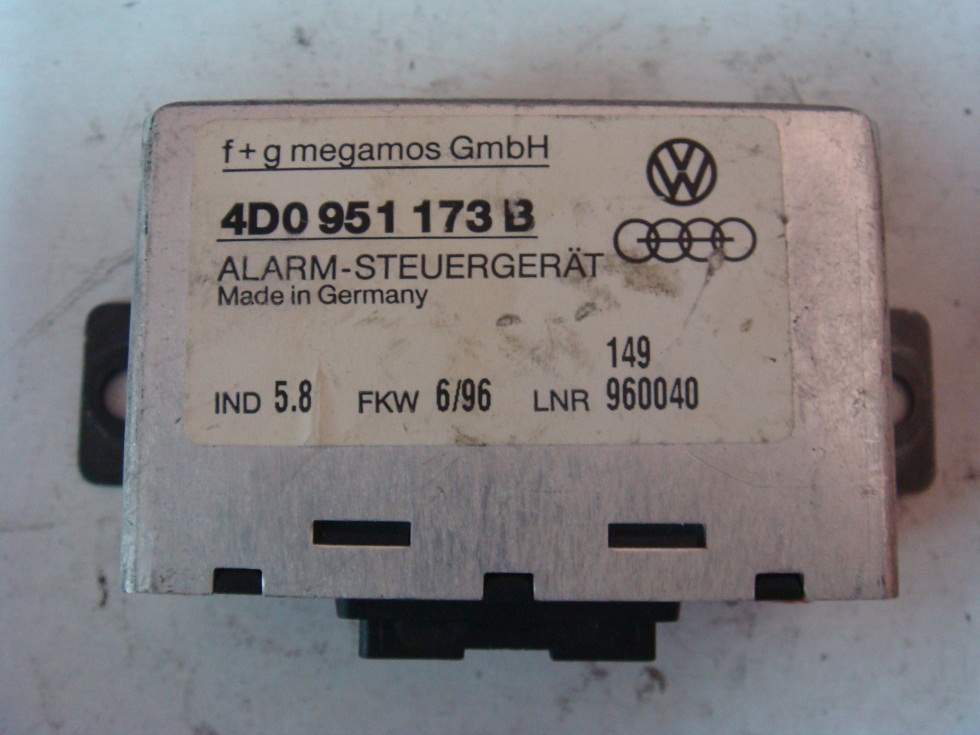 f+g megamos GmbH
4D0 951 173 B
ALARM-STEUERGERÄT
Made in Germany
149
IND 5.8 FKW 6/96 LNR 960040